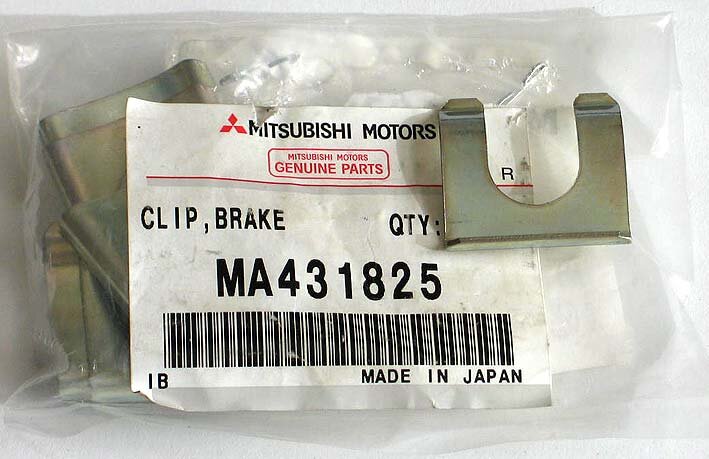 MITSUBISHI MOTORS
MITSUBISHI MOTORS
GENUINE PARTS
R
CLIP, BRAKE QTY:
MA431825
IB MADE IN JAPAN